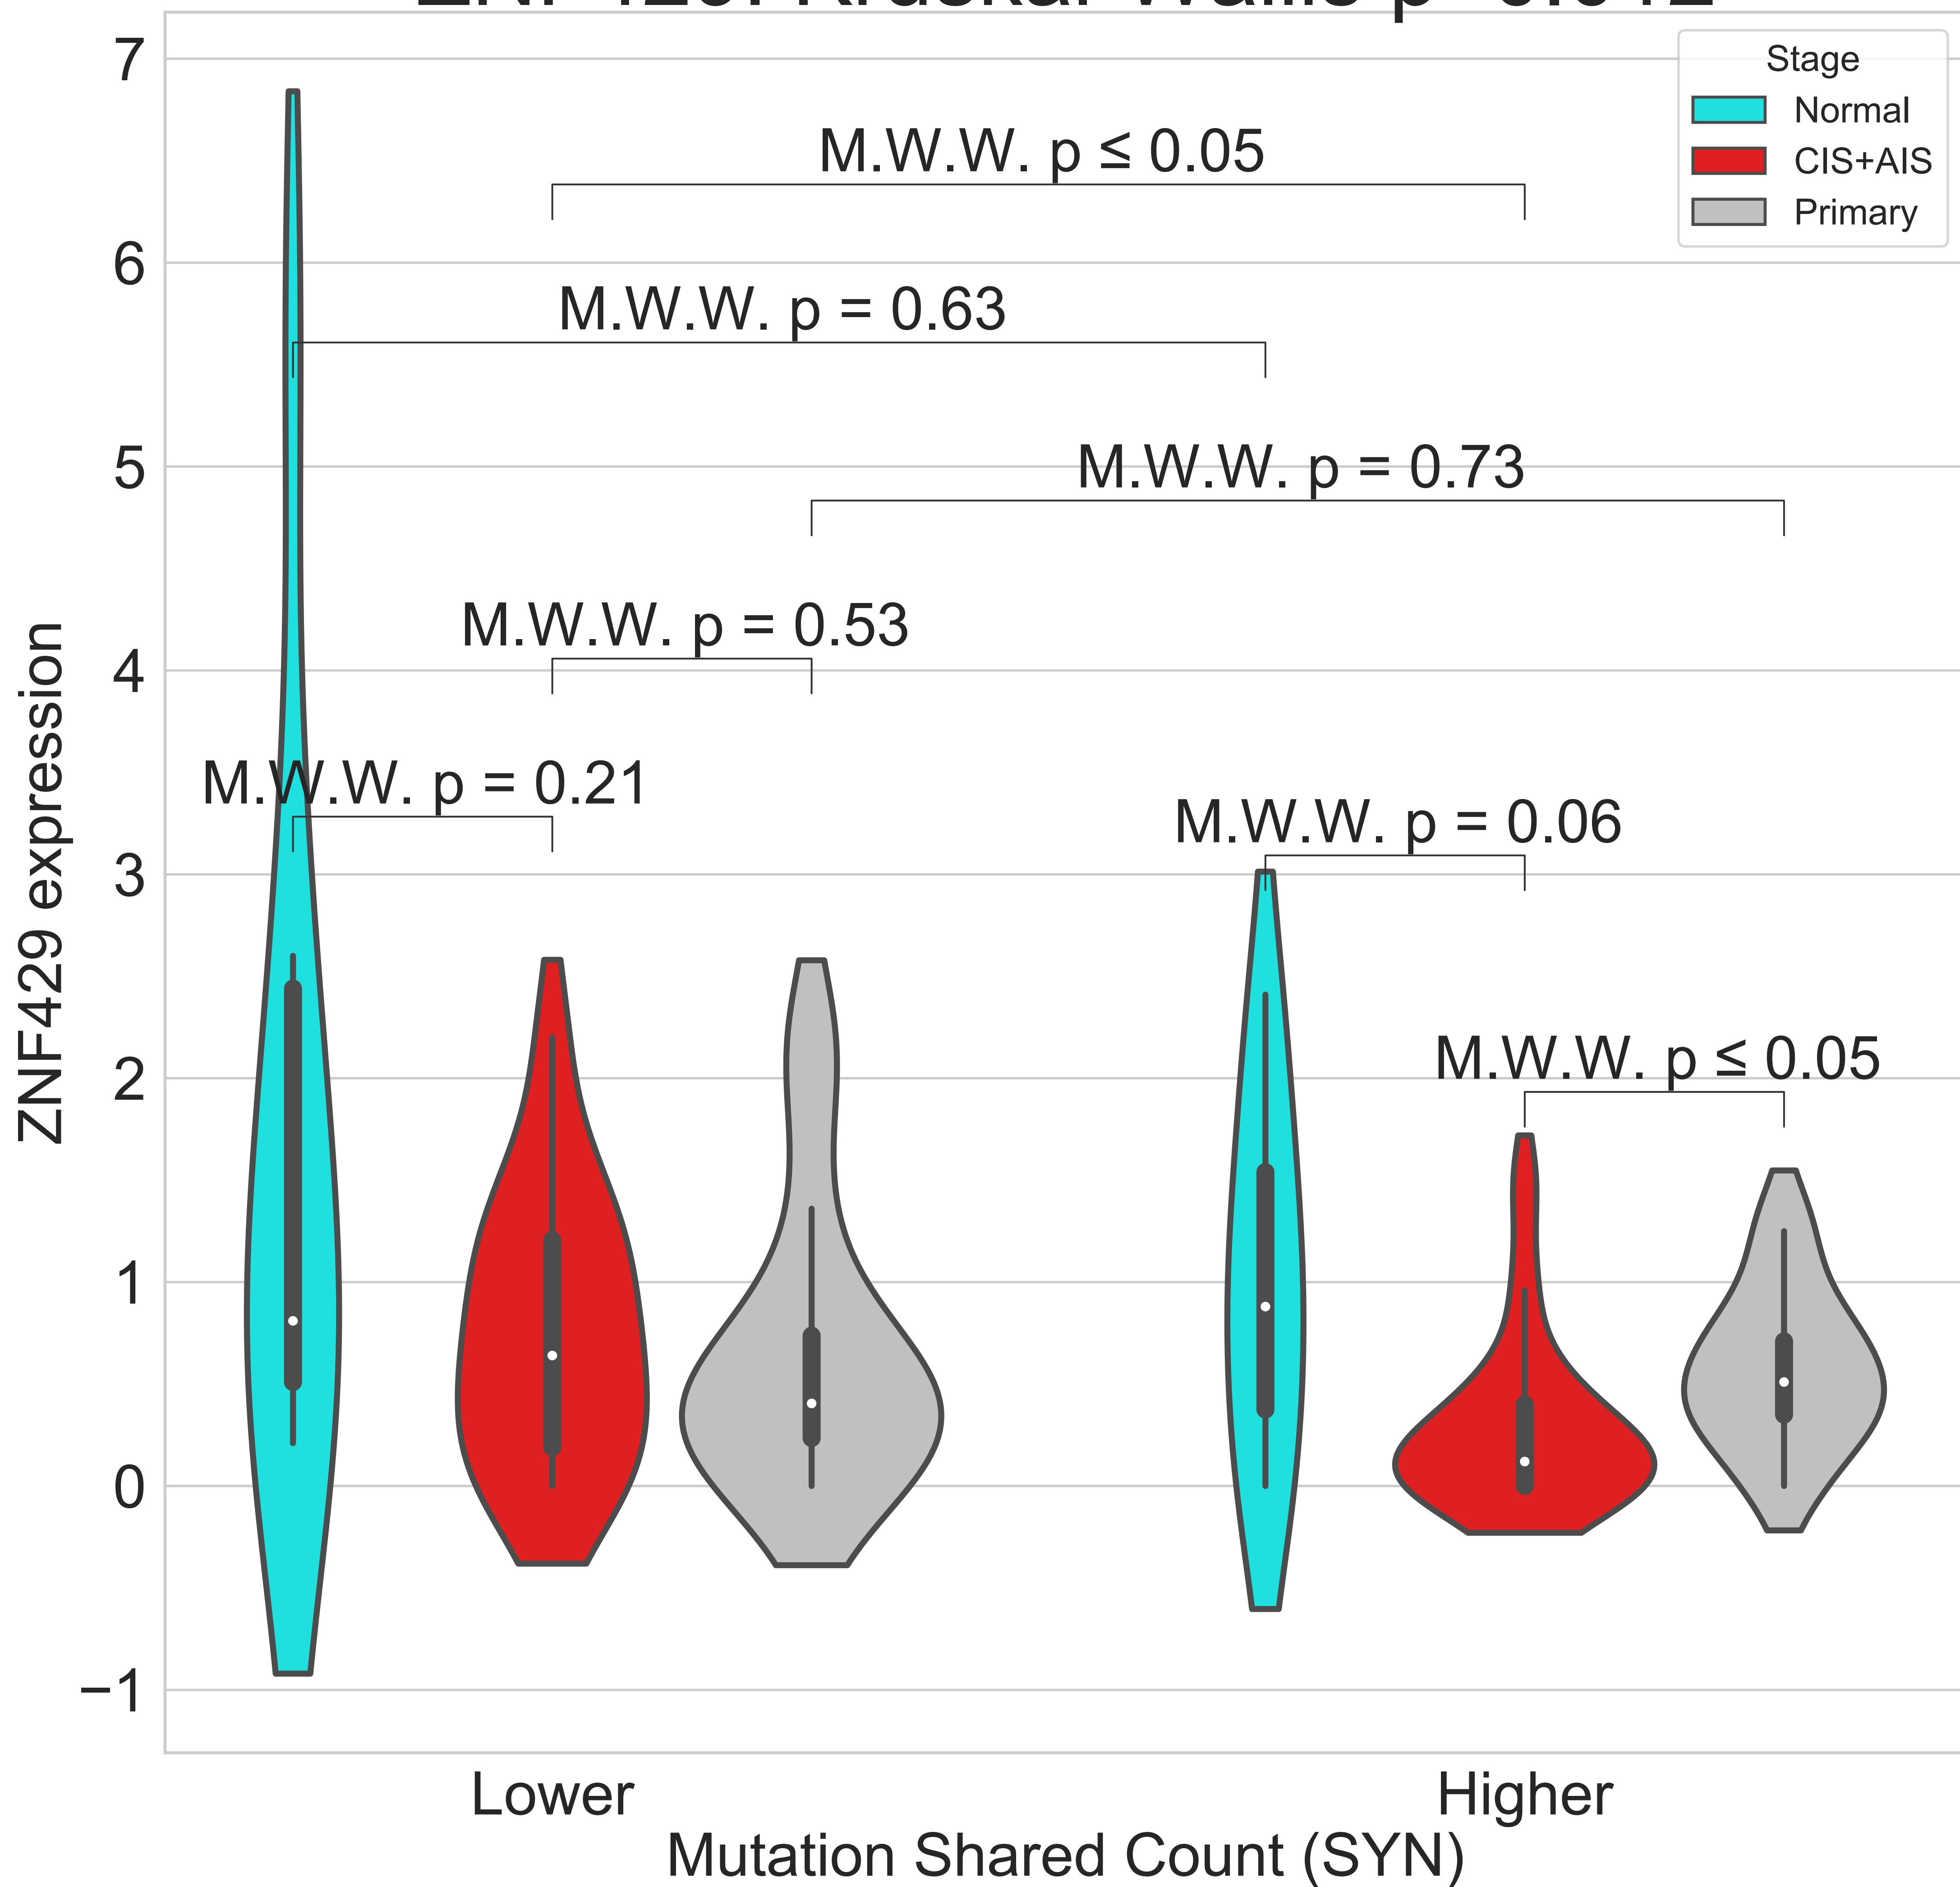 7
Stage
Normal
CIS+AIS
Primary
M.W.W. p ≤ 0.05
6
M.W.W. p = 0.63
5
M.W.W. p = 0.73
M.W.W. p = 0.53
4
M.W.W. p = 0.21
M.W.W. p = 0.06
3
M.W.W. p ≤ 0.05
2
1
0
−1
ZNF429 expression
Lower
Higher
Mutation Shared Count (SYN)